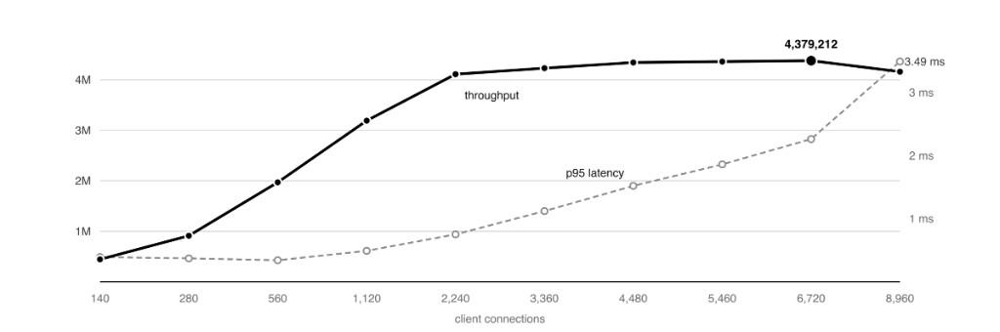 4,379,212
3.49 ms
4M
3 ms
throughput
3M
2 ms
p95 latency
2M
1 ms
1M
140 280 560 1,120 2,240 3,360 4,480 5,460 6,720 8,960
client connections